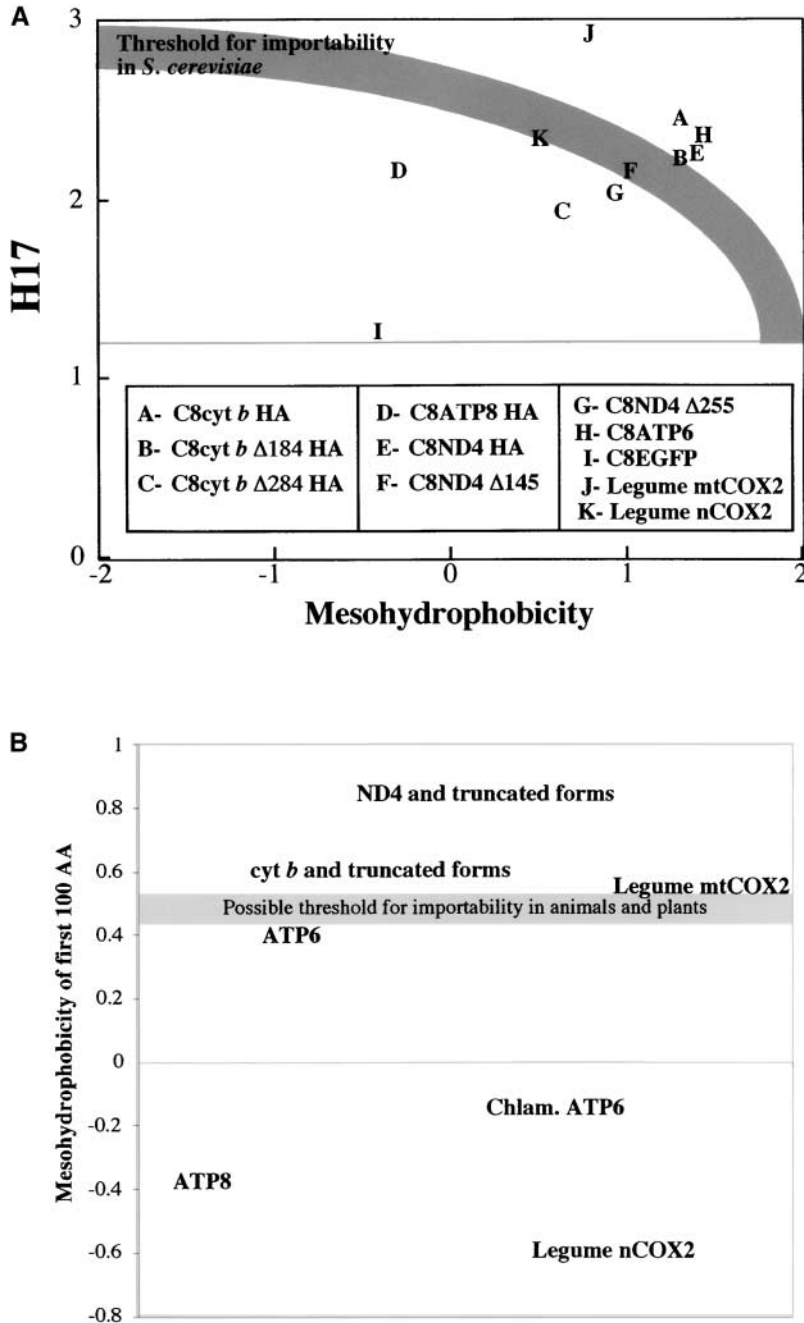 A
3
Threshold for importability
in S. cerevisiae
J
A
H
K
B E
D
F
G
2
C
H17
I
1
A- C8cyt b HA
B- C8cyt b Δ184 HA
C- C8cyt b Δ284 HA
D- C8ATP8 HA
E- C8ND4 HA
F- C8ND4 Δ145
G- C8ND4 Δ255
H- C8ATP6
I- C8EGFP
J- Legume mtCOX2
K- Legume nCOX2
0
-2 -1 0 1 2
Mesohydrophobicity
B
Mesohydrophobicity of first 100 AA
1
0.8
0.6
0.4
0.2
0
-0.2
-0.4
-0.6
-0.8
ND4 and truncated forms
cyt b and truncated forms
Legume mtCOX2
Possible threshold for importability in animals and plants
ATP6
Chlam. ATP6
ATP8
Legume nCOX2